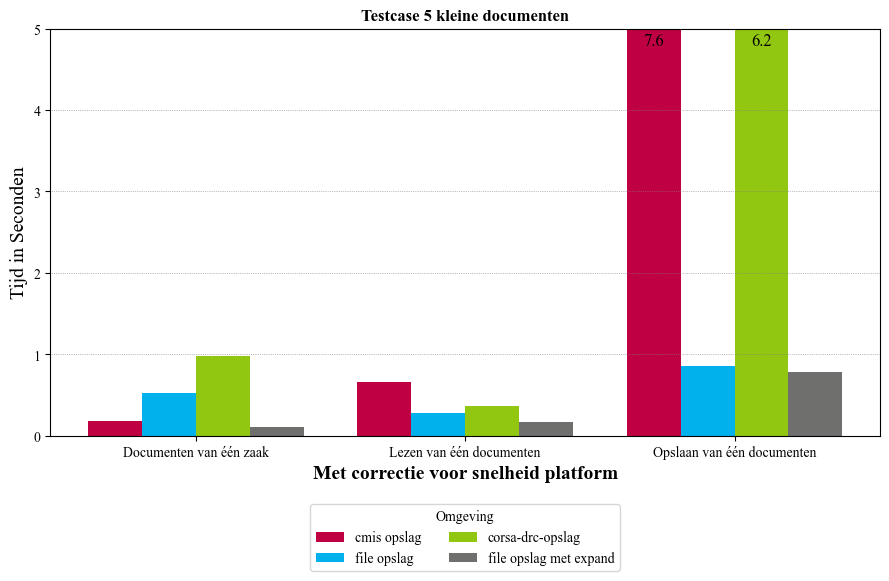 Testcase 5 kleine documenten
5
7.6
6.2
4
3
2
1
0
Tijd in Seconden
Documenten van één zaak
Lezen van één documenten
Opslaan van één documenten
Met correctie voor snelheid platform
Omgeving
cmis opslag
corsa-drc-opslag
file opslag
file opslag met expand